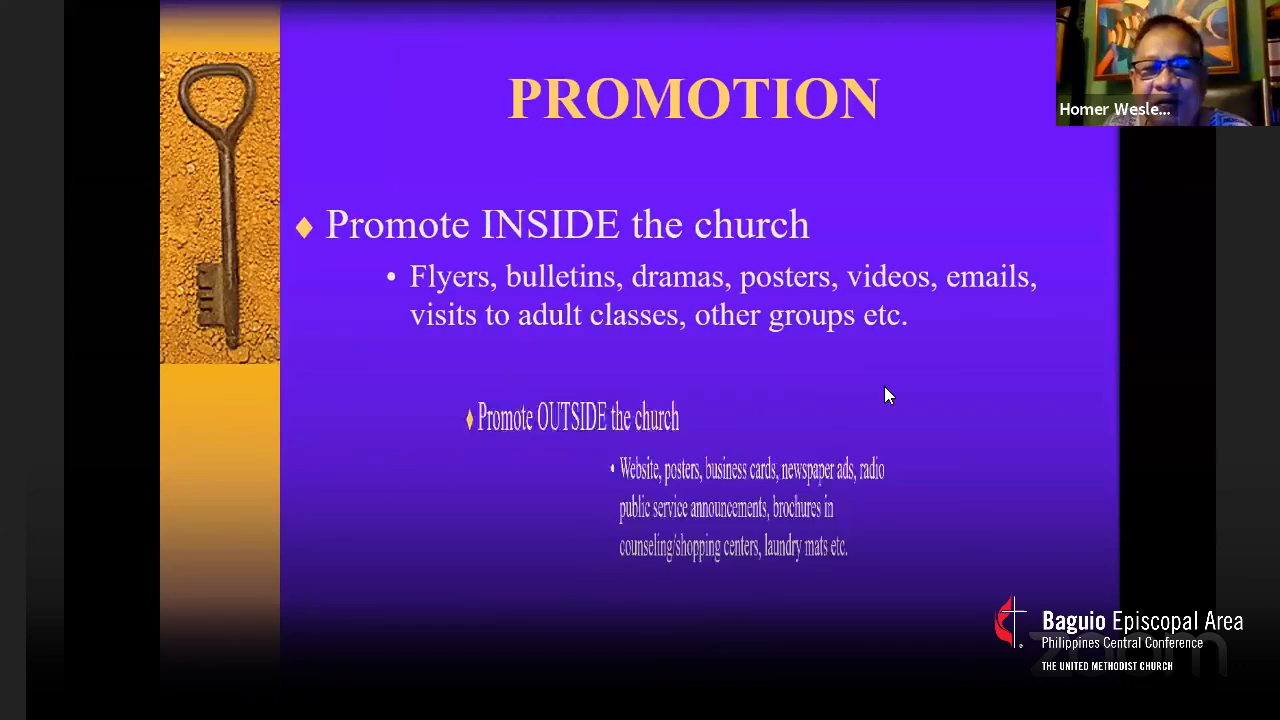 PROMOTION
Homer Wesle...
Promote INSIDE the church
• Flyers, bulletins, dramas, posters, videos, emails,
visits to adult classes, other groups etc.
Promote OUTSIDE the church
• Website, posters, business cards, newspaper ads, radio
public service announcements, brochures in
counseling/shopping centers, laundry mats etc.
Baguio Episcopal Area
Philippines Central Conference
zoom
THE UNITED METHODIST CHURCH